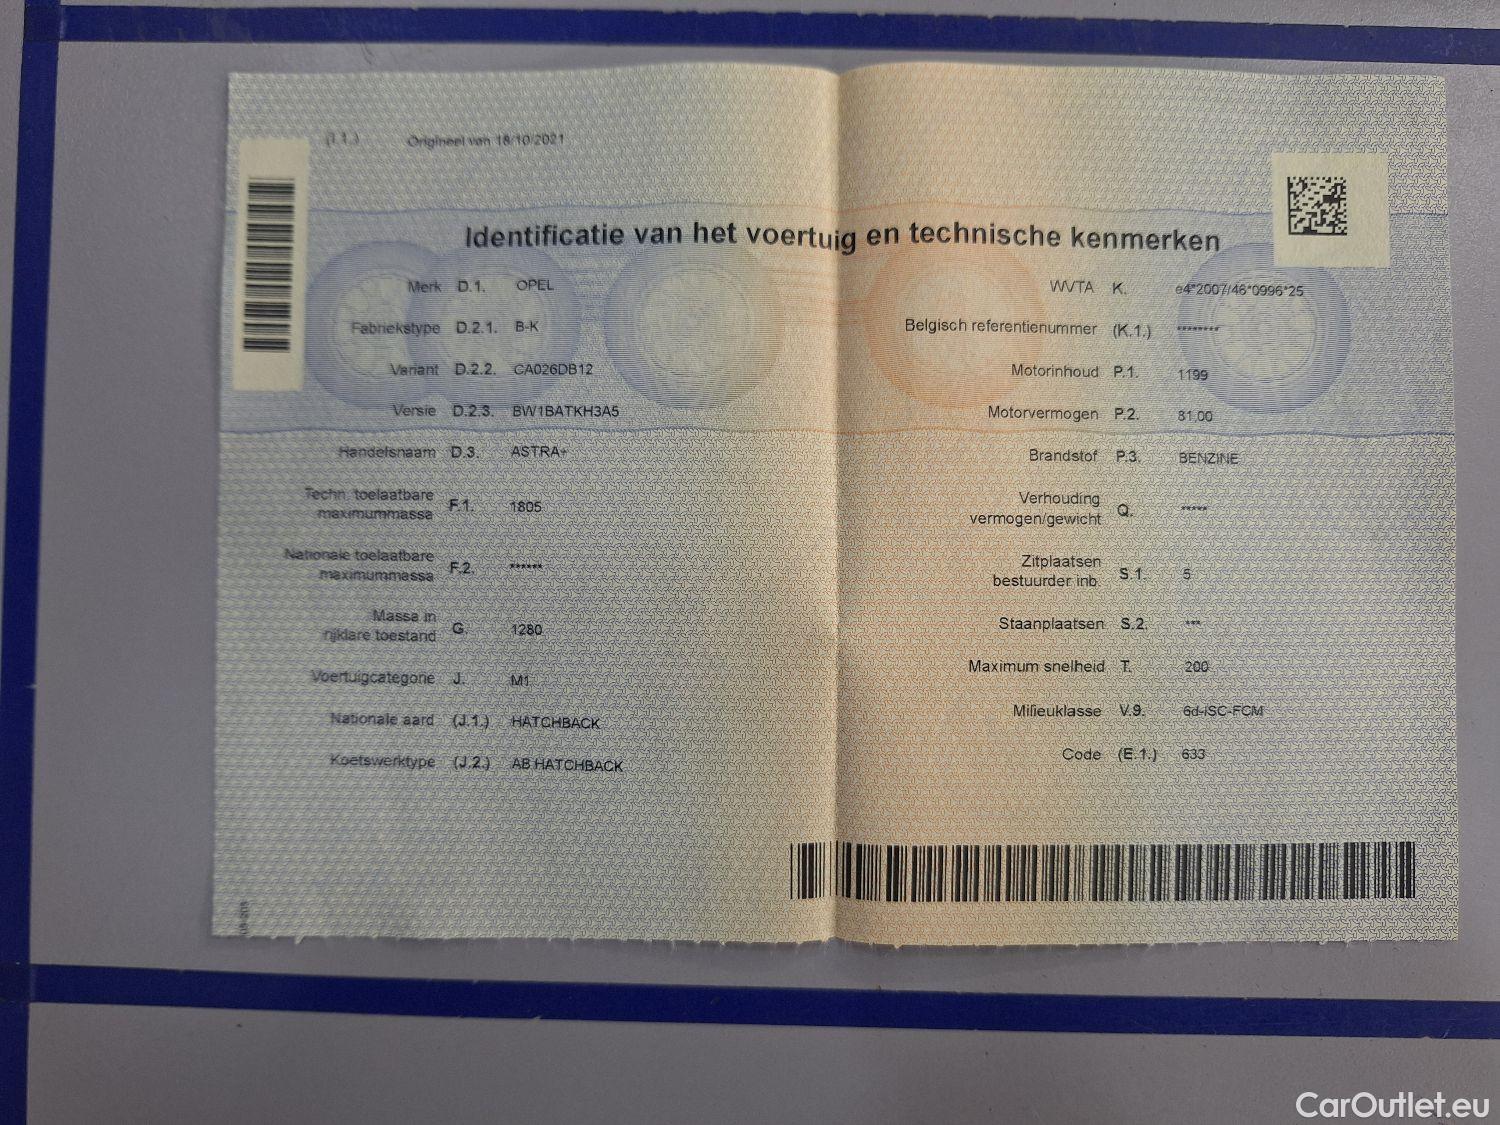 (I.1.) Origineel van 18/10/2021
Identificatie van het voertuig en technische kenmerken
Merk D.1. OPEL
Fabriekstype D.2.1. B-K
Variant D.2.2. CA026DB12
Versie D.2.3. BW1BATKH3A5
Handelsnaam D.3. ASTRA+
Techn. toelaatbare
maximummassa F.1. 1805
Nationale toelaatbare
maximummassa F.2. ******
Massa in
rijklare toestand G. 1280
Voertuigcategorie J. M1
Nationale aard (J.1.) HATCHBACK
Koetswerktype (J.2.) AB HATCHBACK
WVTA K. e4*2007/46*0996*25
Belgisch referentienummer (K.1.) ********
Motorinhoud P.1. 1199
Motorvermogen P.2. 81,00
Brandstof P.3. BENZINE
Verhouding
vermogen/gewicht Q. *****
Zitplaatsen
bestuurder inb. S.1. 5
Staanplaatsen S.2. ***
Maximum snelheid T. 200
Milieuklasse V.9. 6d-ISC-FCM
Code (E.1.) 633
CarOutlet.eu